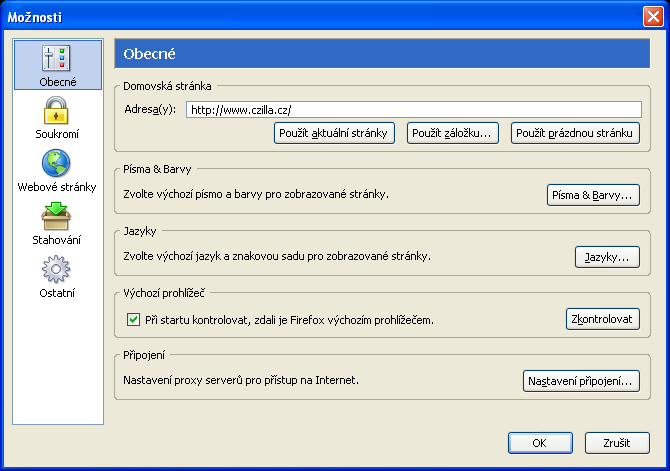 Možnosti
Obecné
Soukromí
Webové stránky
Stahování
Ostatní
Obecné
Domovská stránka
Adresa(y): http://www.czilla.cz/
Použít aktuální stránky Použít záložku... Použít prázdnou stránku
Písma & Barvy
Zvolte výchozí písmo a barvy pro zobrazované stránky. Písma & Barvy...
Jazyky
Zvolte výchozí jazyk a znakovou sadu pro zobrazované stránky. Jazyky...
Výchozí prohlížeč
Při startu kontrolovat, zdali je Firefox výchozím prohlížečem. Zkontrolovat
Připojení
Nastavení proxy serverů pro přístup na Internet. Nastavení připojení...
OK Zrušit